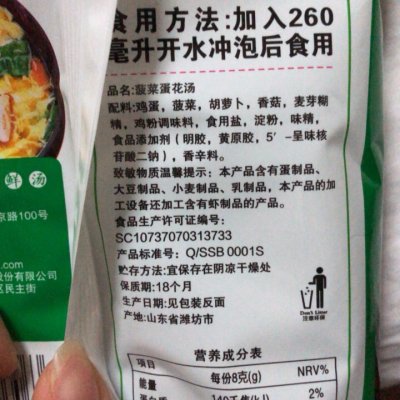 食用方法:加入260
毫升开水冲泡后食用
品名:菠菜蛋花汤
配料:鸡蛋，菠菜，胡萝卜，香菇，麦芽糊
精，鸡粉调味料，食用盐，淀粉，味精，
食品添加剂（明胶，黄原胶，5′-呈味核
苷酸二钠），香辛料。
致敏物质温馨提示：本产品含有蛋制品、
大豆制品、小麦制品、乳制品，本产品的加
工设备还加工含有虾制品的产品。
食品生产许可证编号:
SC10737070313733
产品标准号：Q/SSB 0001S
贮存方法:宜保存在阴凉干燥处
保质期:18个月
生产日期:见包装反面
产地:山东省潍坊市
Don't Litter
注意环保
营养成分表
项目 每份8克(g) NRV%
能量 2%
鲜 汤
京路100号
.com
股份有限公司
区民主街